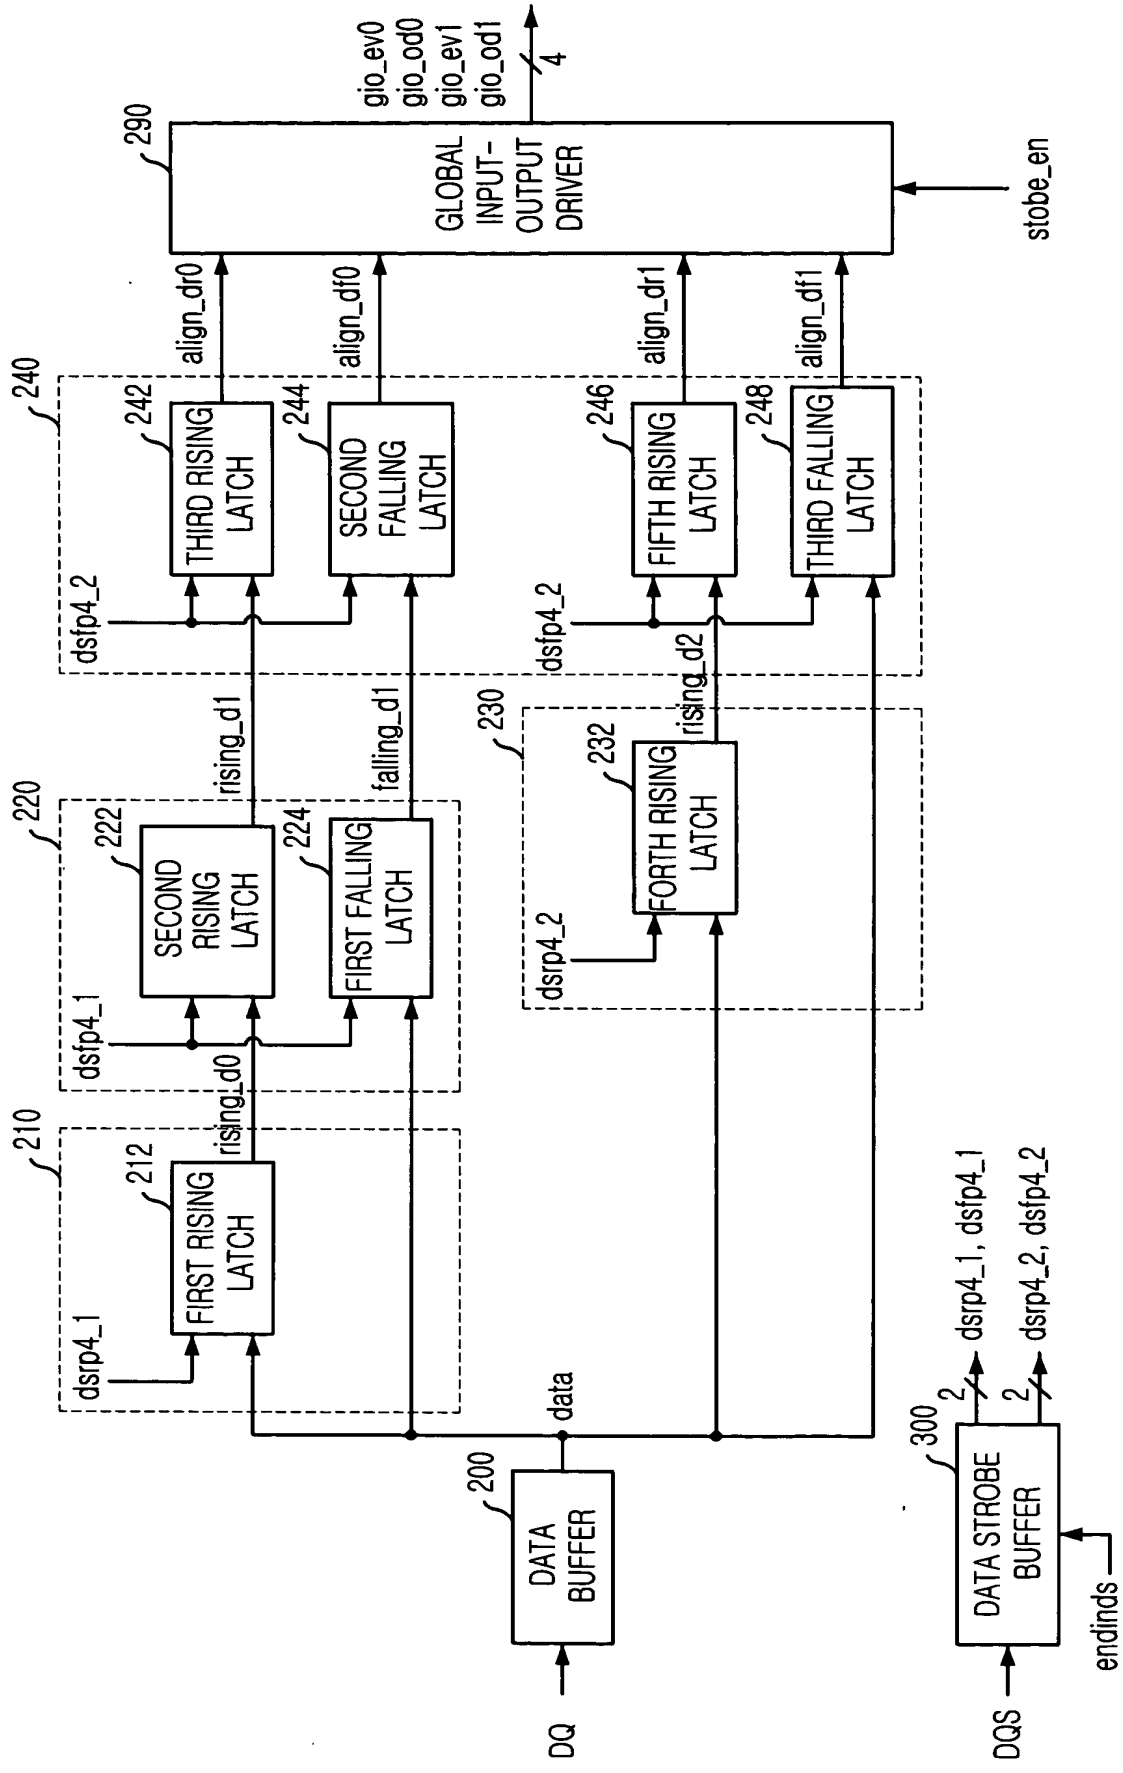 DQ
200
DATA
BUFFER
data
210
dsrp4_1
212
FIRST RISING
LATCH
rising_d0
220
dsfp4_1
222
SECOND
RISING
LATCH
224
FIRST FALLING
LATCH
rising_d1
falling_d1
230
dsrp4_2
232
FORTH RISING
LATCH
rising_d2
240
dsfp4_2
242
THIRD RISING
LATCH
244
SECOND
FALLING
LATCH
dsfp4_2
246
FIFTH RISING
LATCH
248
THIRD FALLING
LATCH
align_dr0
align_df0
align_dr1
align_df1
290
GLOBAL
INPUT-
OUTPUT
DRIVER
stobe_en
gio_ev0
gio_od0
gio_ev1
gio_od1
4
DQS
300
DATA STROBE
BUFFER
endinds
2
dsrp4_1, dsfp4_1
2
dsrp4_2, dsfp4_2